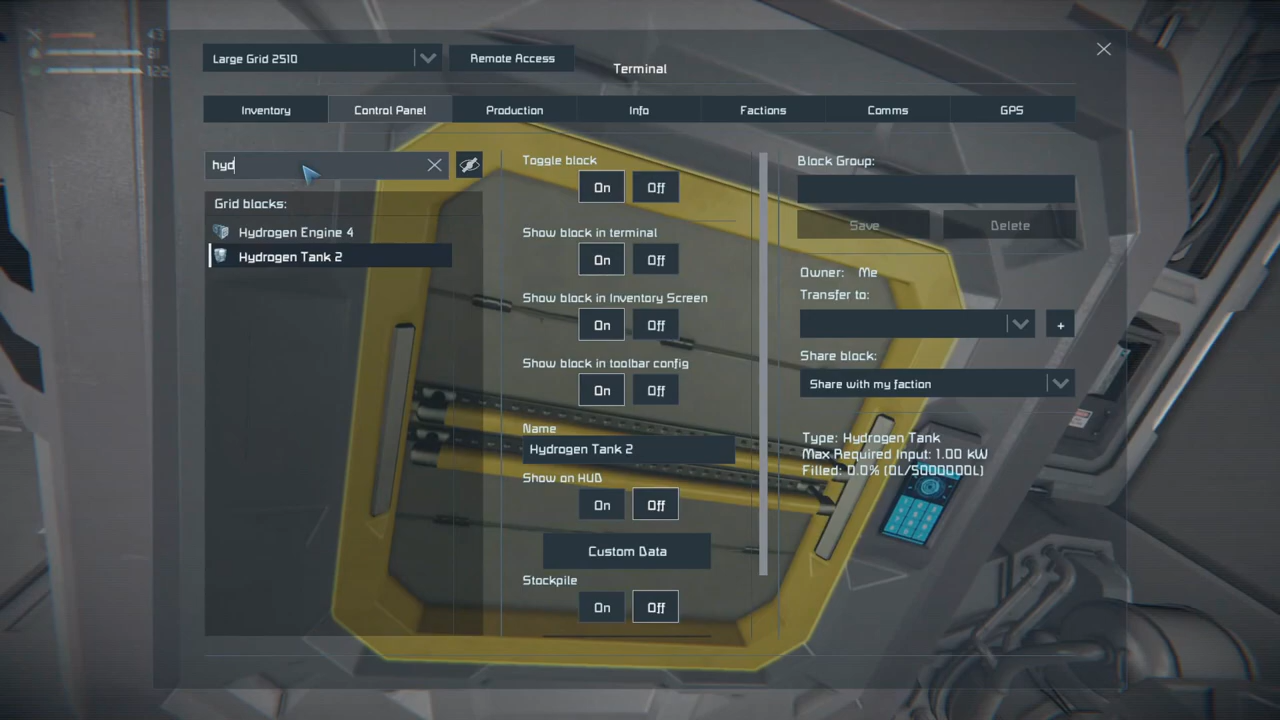 Large Grid 2510
Remote Access
Terminal
Inventory
Control Panel
Production
Info
Factions
Comms
GPS
hyd
Grid blocks:
Hydrogen Engine 4
Hydrogen Tank 2
Toggle block
On Off
Show block in terminal
On Off
Show block in Inventory Screen
On Off
Show block in toolbar config
On Off
Name
Hydrogen Tank 2
Show on HUD
On Off
Custom Data
Stockpile
On Off
Block Group:
Save
Delete
Owner: Me
Transfer to:
+
Share block:
Share with my faction
Type: Hydrogen Tank
Max Required Input: 1.00 kW
Filled: 0.0% (0L/5000000L)